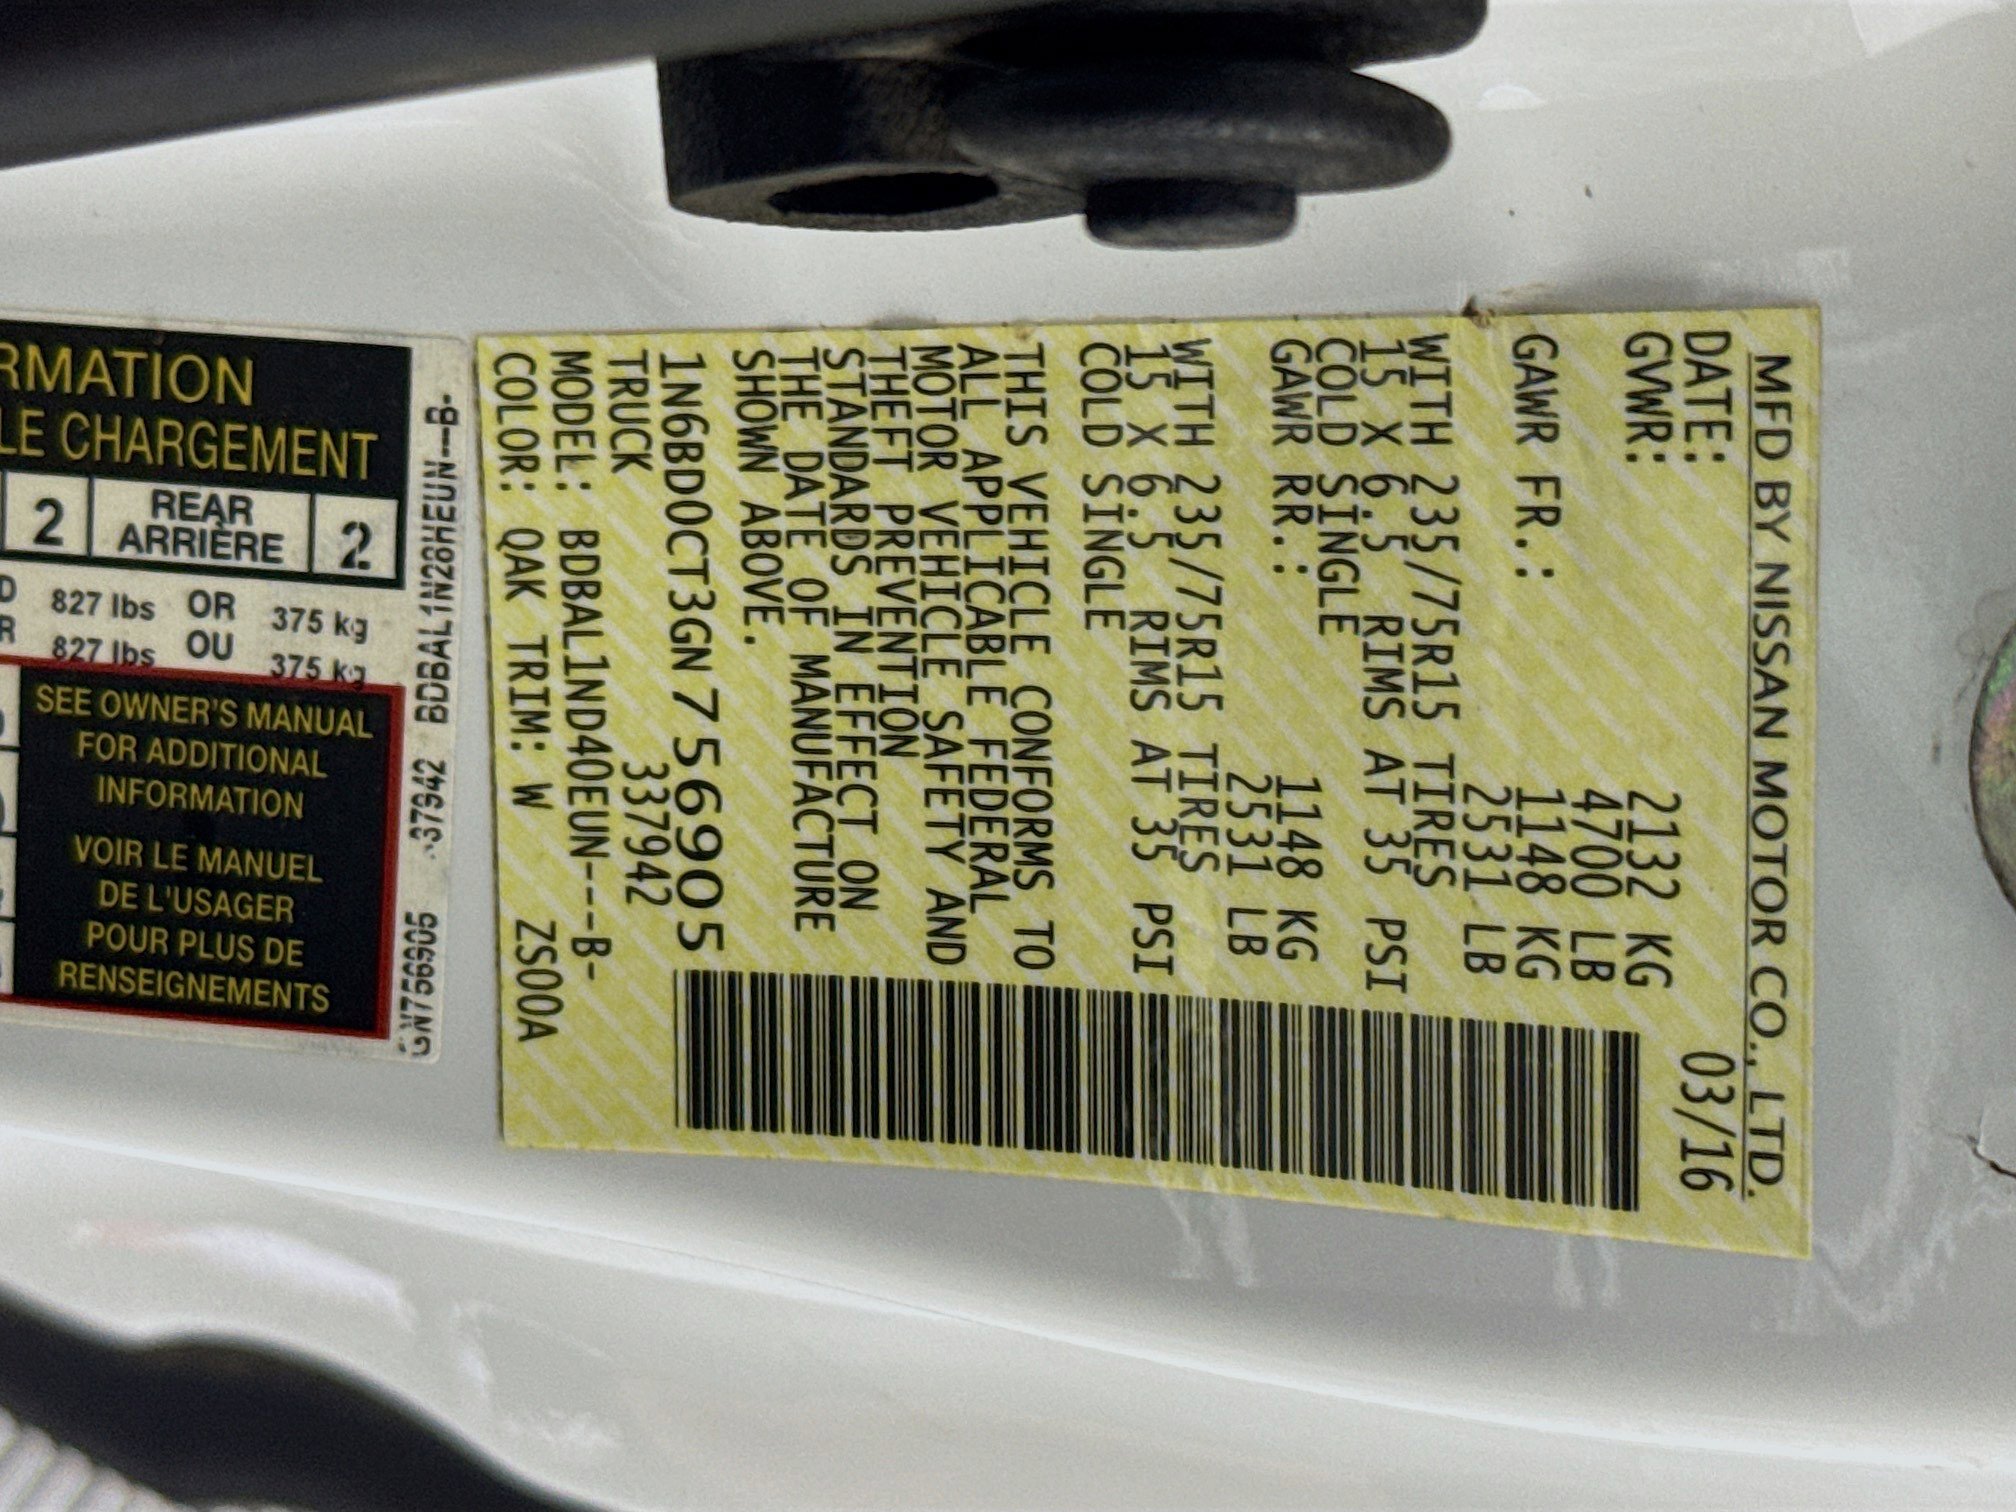 MFD BY NISSAN MOTOR CO., LTD.
DATE: 03/16
GVWR: 2132 KG
4700 LB
GAWR FR.: 1148 KG
2531 LB
WITH 235/75R15 TIRES
15 X 6.5 RIMS AT 35 PSI
COLD SINGLE
GAWR RR.: 1148 KG
2531 LB
WITH 235/75R15 TIRES
15 X 6.5 RIMS AT 35 PSI
COLD SINGLE
THIS VEHICLE CONFORMS TO
ALL APPLICABLE FEDERAL
MOTOR VEHICLE SAFETY AND
THEFT PREVENTION
STANDARDS IN EFFECT ON
THE DATE OF MANUFACTURE
SHOWN ABOVE.
1N6BD0CT3GN756905
TRUCK 337942
MODEL: BDBAL1ND40EUN---B-
COLOR: QAK TRIM: W ZS00A
RMATION
LE CHARGEMENT
2 REAR
ARRIÈRE 2
827 lbs OR 375 kg
827 lbs OU 375 kg
SEE OWNER'S MANUAL
FOR ADDITIONAL
INFORMATION
VOIR LE MANUEL
DE L'USAGER
POUR PLUS DE
RENSEIGNEMENTS
GN756905 37942 BDBAL1N28HEUN--B-